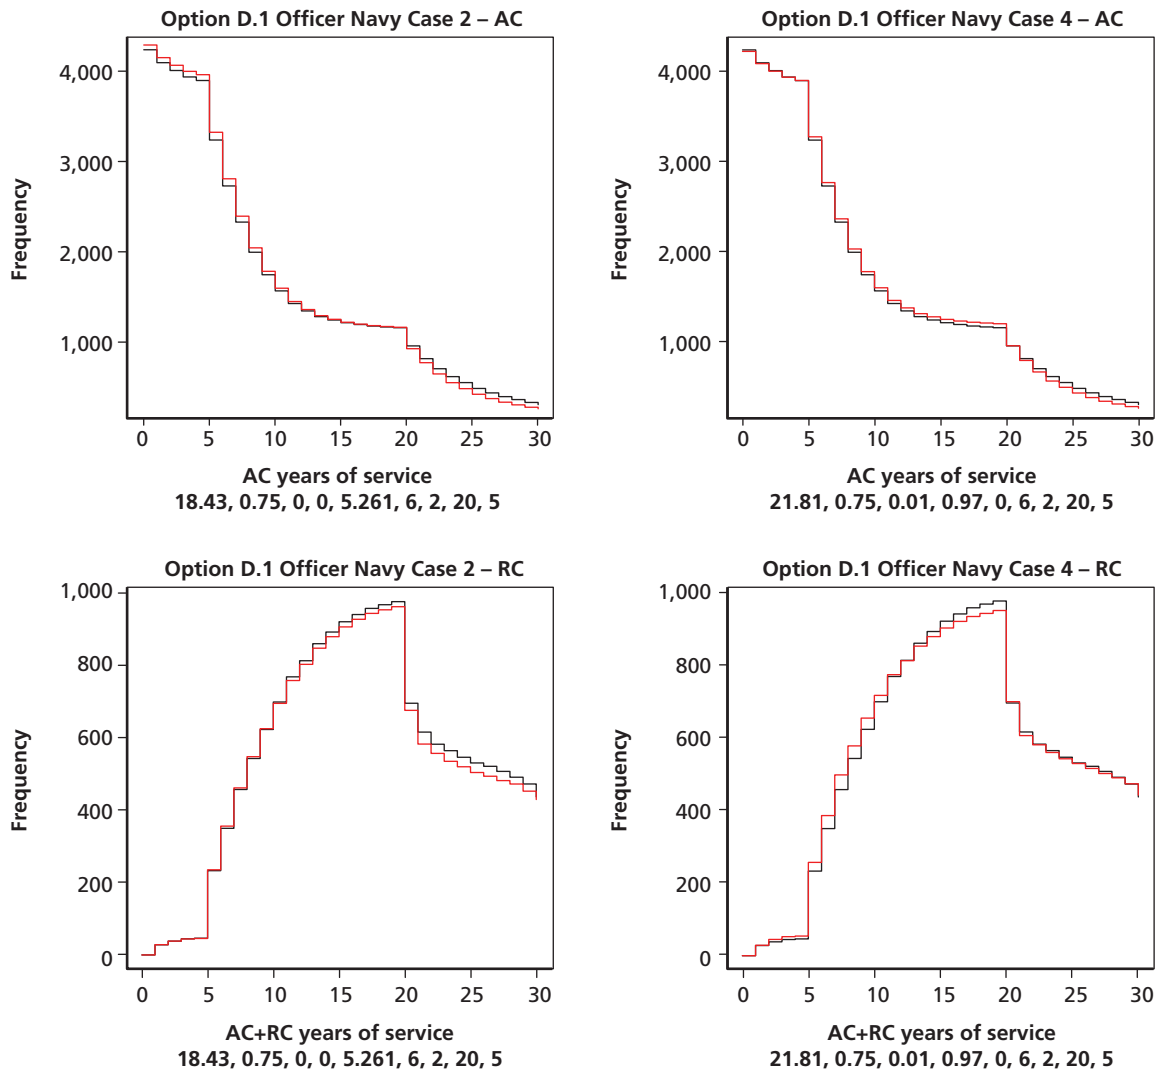 Option D.1 Officer Navy Case 2 – AC
Frequency
4,000
3,000
2,000
1,000
0 5 10 15 20 25 30
AC years of service
18.43, 0.75, 0, 0, 5.261, 6, 2, 20, 5
Option D.1 Officer Navy Case 4 – AC
Frequency
4,000
3,000
2,000
1,000
0 5 10 15 20 25 30
AC years of service
21.81, 0.75, 0.01, 0.97, 0, 6, 2, 20, 5
Option D.1 Officer Navy Case 2 – RC
Frequency
1,000
800
600
400
200
0
0 5 10 15 20 25 30
AC+RC years of service
18.43, 0.75, 0, 0, 5.261, 6, 2, 20, 5
Option D.1 Officer Navy Case 4 – RC
Frequency
1,000
800
600
400
200
0
0 5 10 15 20 25 30
AC+RC years of service
21.81, 0.75, 0.01, 0.97, 0, 6, 2, 20, 5